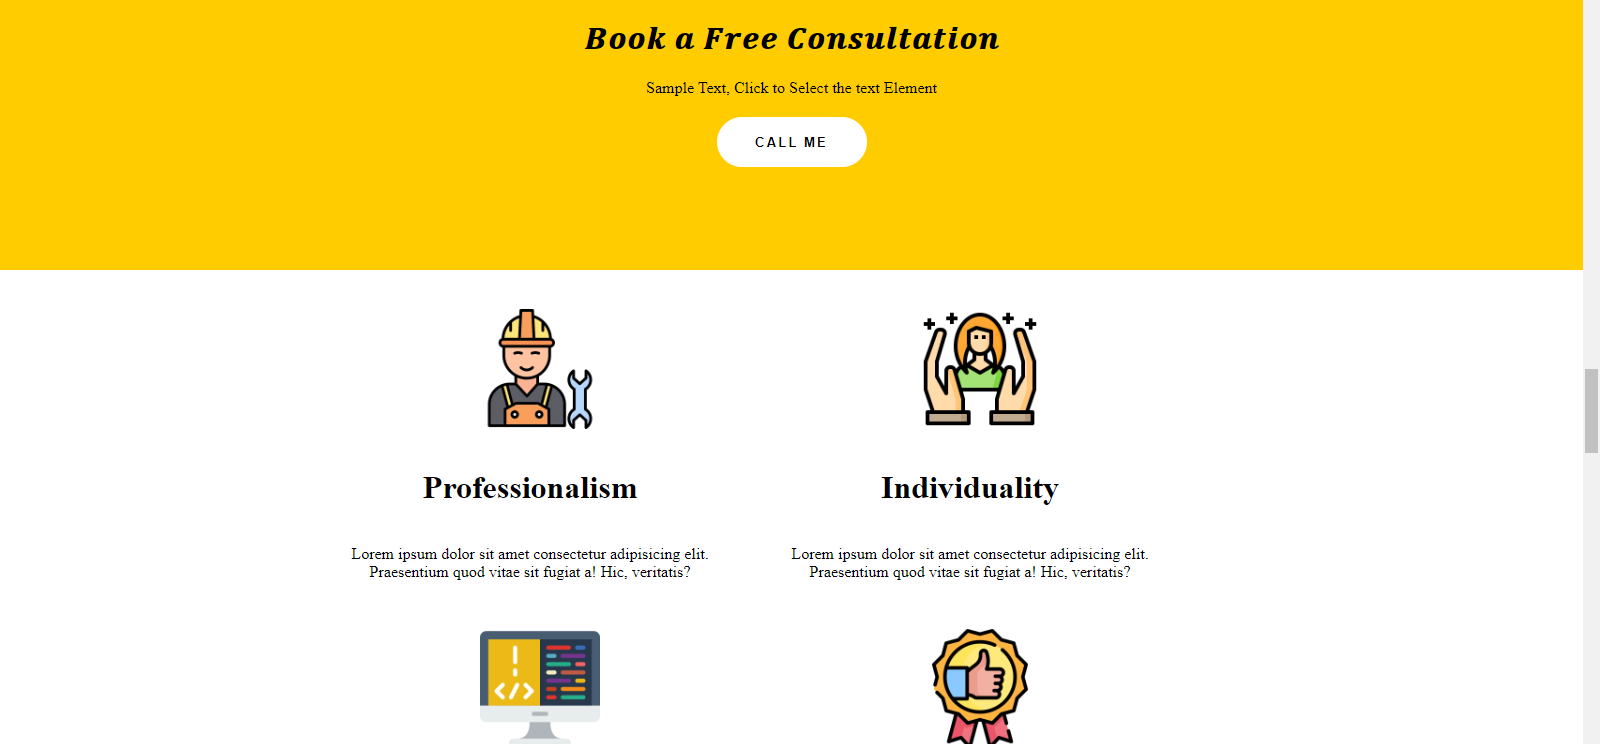 Book a Free Consultation
Sample Text, Click to Select the text Element
CALL ME
Professionalism
Lorem ipsum dolor sit amet consectetur adipisicing elit.
Praesentium quod vitae sit fugiat a! Hic, veritatis?
Individuality
Lorem ipsum dolor sit amet consectetur adipisicing elit.
Praesentium quod vitae sit fugiat a! Hic, veritatis?